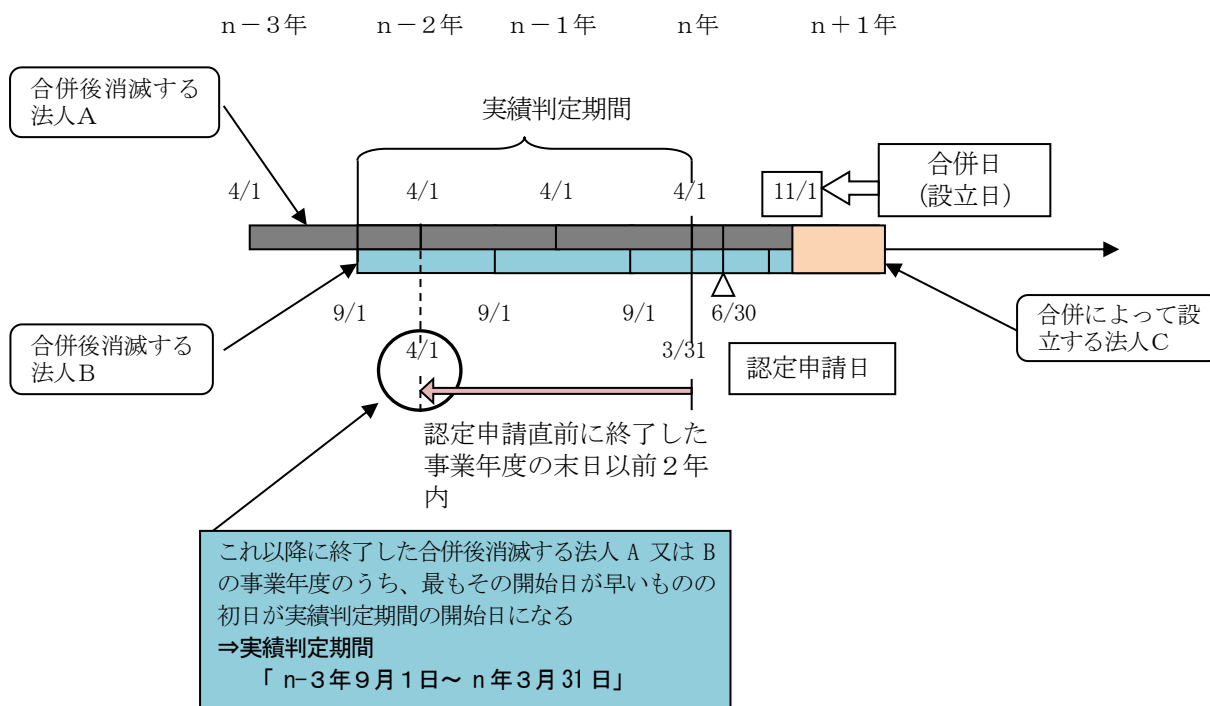 n－3年
n－2年
n－1年
n年
n＋1年
合併後消滅する
法人A
実績判定期間
合併日
(設立日)
4/1
4/1
4/1
4/1
11/1
9/1
9/1
9/1
6/30
合併後消滅する
法人B
4/1
3/31
認定申請日
合併によって設
立する法人C
認定申請直前に終了した
事業年度の末日以前２年
内
これ以降に終了した合併後消滅する法人 A 又は B
の事業年度のうち、最もその開始日が早いものの
初日が実績判定期間の開始日になる
⇒実績判定期間
「 n-３年９月１日～ n 年３月 31 日」